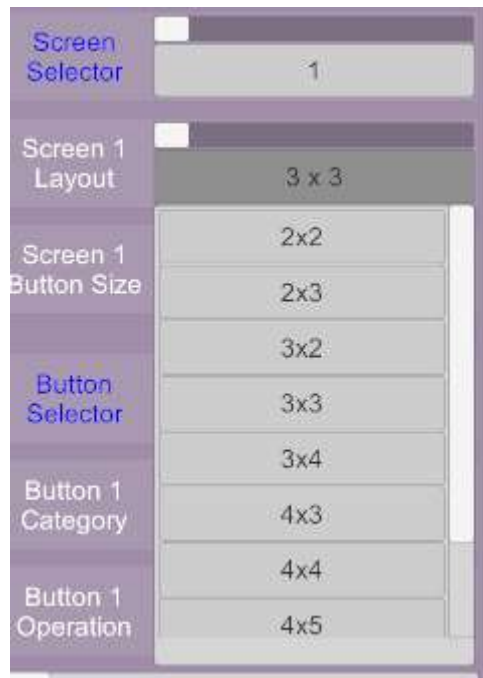 Screen
Selector
1
Screen 1
Layout
3 x 3
2x2
2x3
3x2
3x3
3x4
4x3
4x4
4x5
Screen 1
Button Size
Button
Selector
Button 1
Category
Button 1
Operation